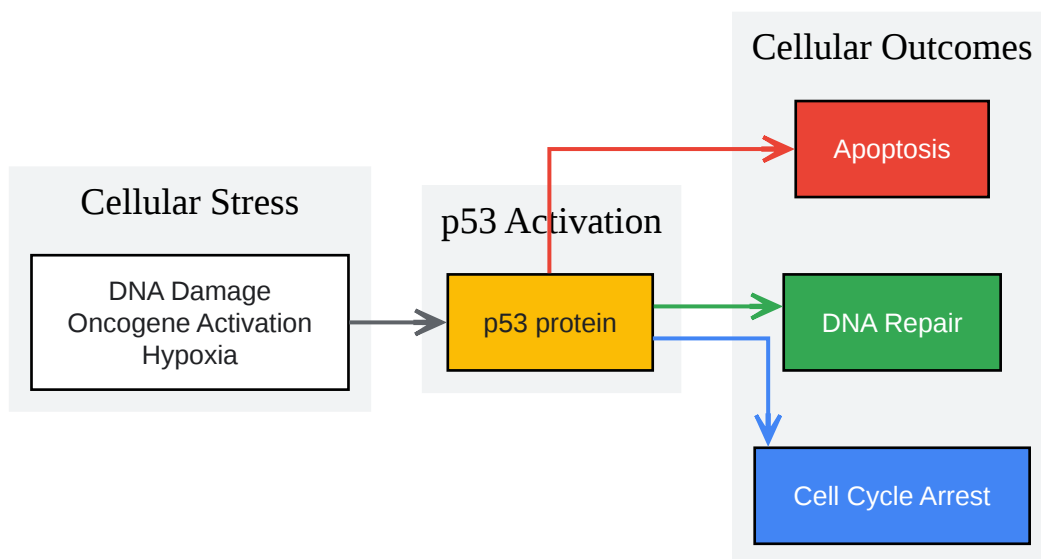 Cellular Stress
DNA Damage
Oncogene Activation
Hypoxia
p53 Activation
p53 protein
Cellular Outcomes
Apoptosis
DNA Repair
Cell Cycle Arrest